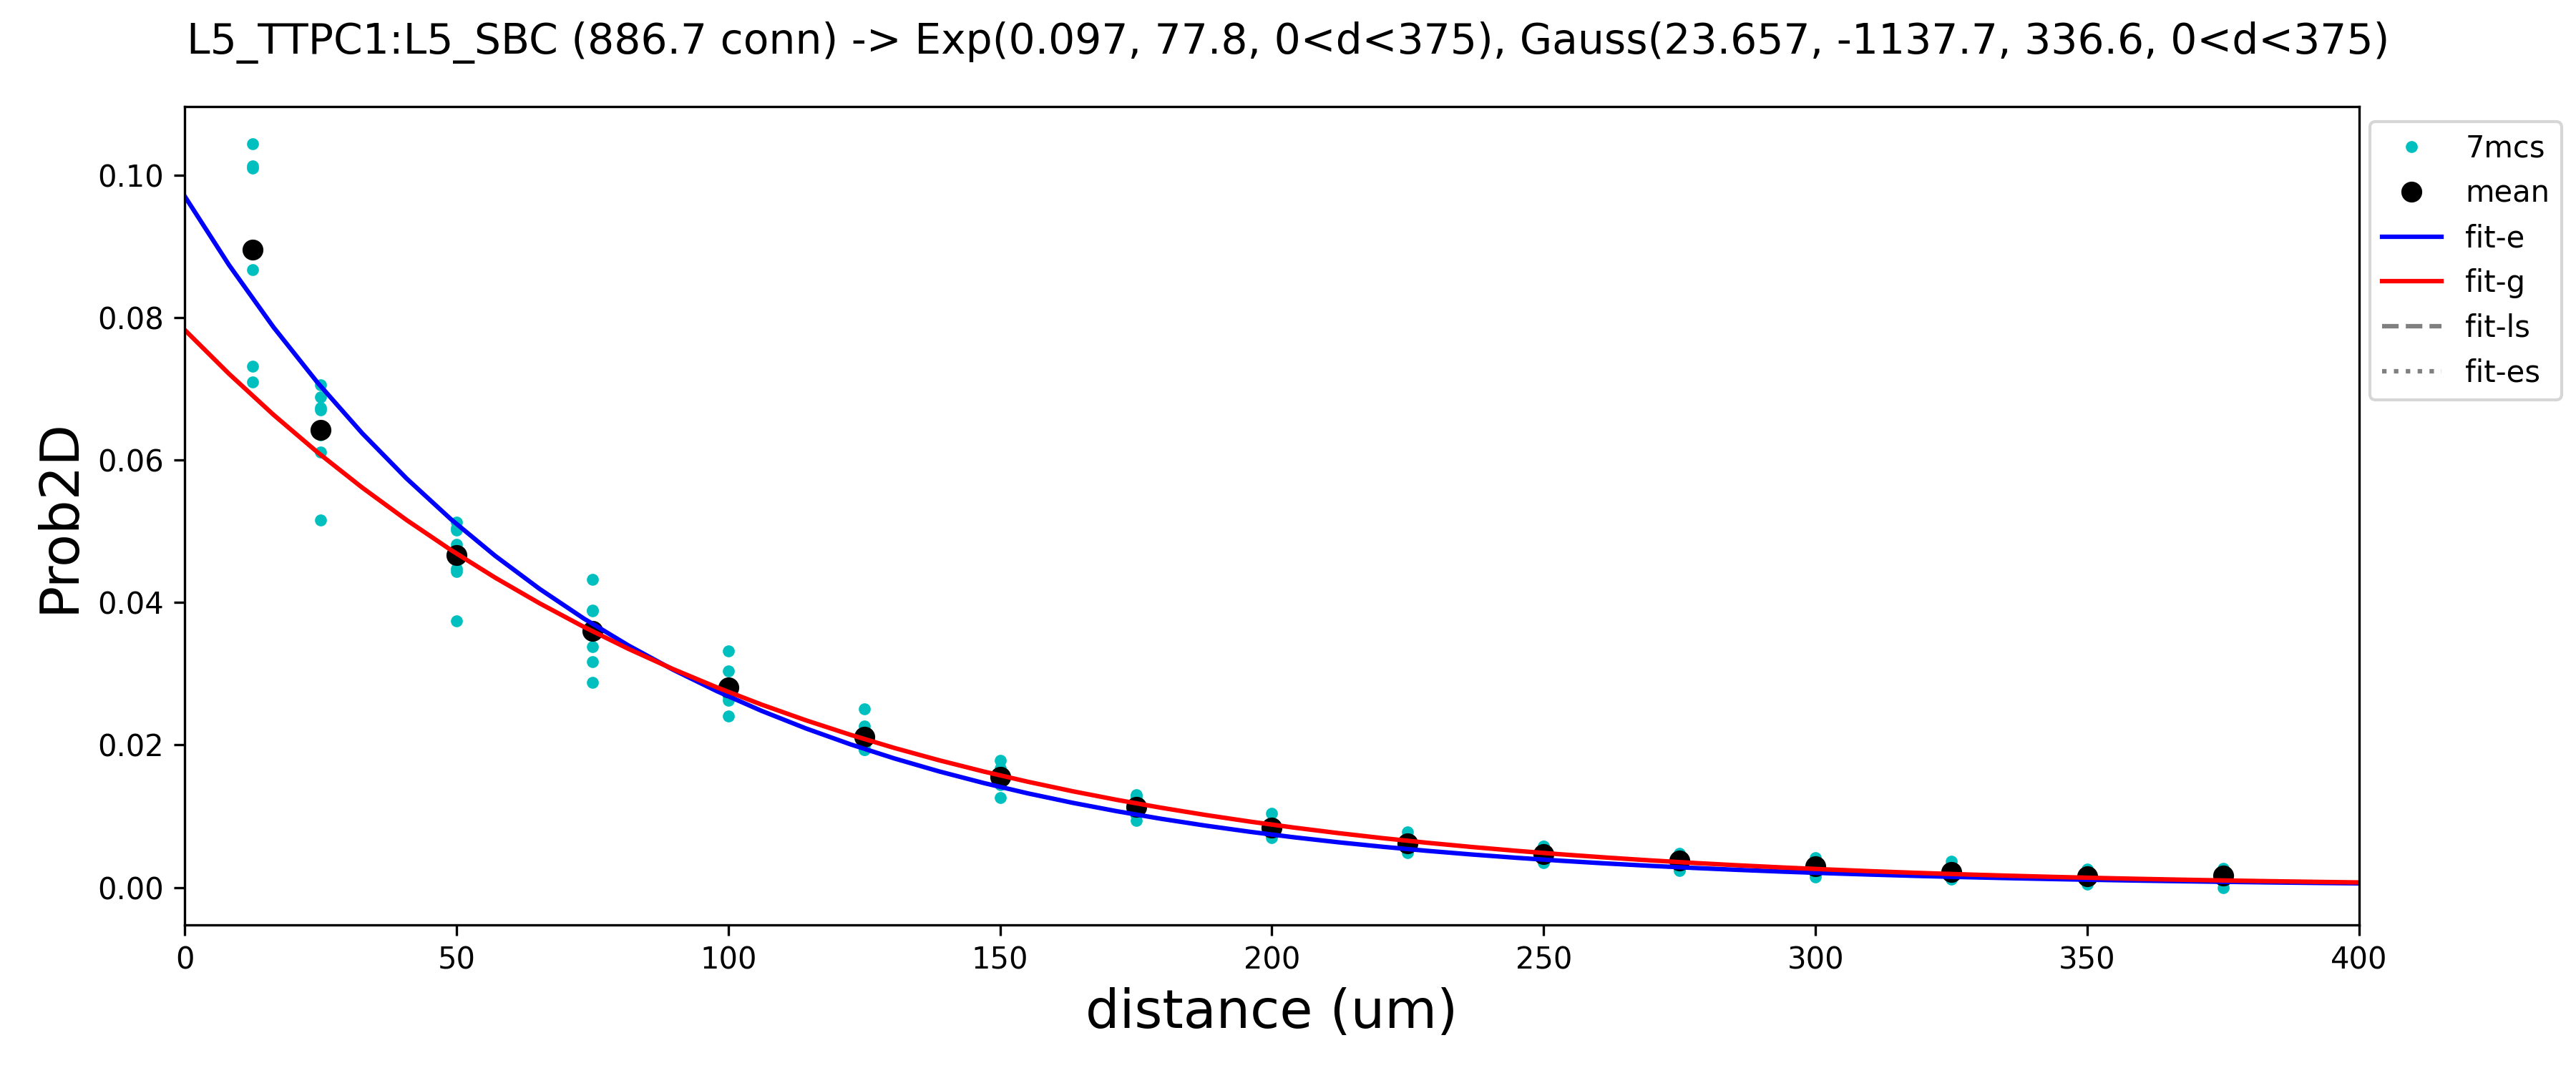 L5_TTPC1:L5_SBC (886.7 conn) -> Exp(0.097, 77.8, 0<d<375), Gauss(23.657, -1137.7, 336.6, 0<d<375)
7mcs
mean
fit-e
fit-g
fit-ls
fit-es
Prob2D
0.10
0.08
0.06
0.04
0.02
0.00
0 50 100 150 200 250 300 350 400
distance (um)